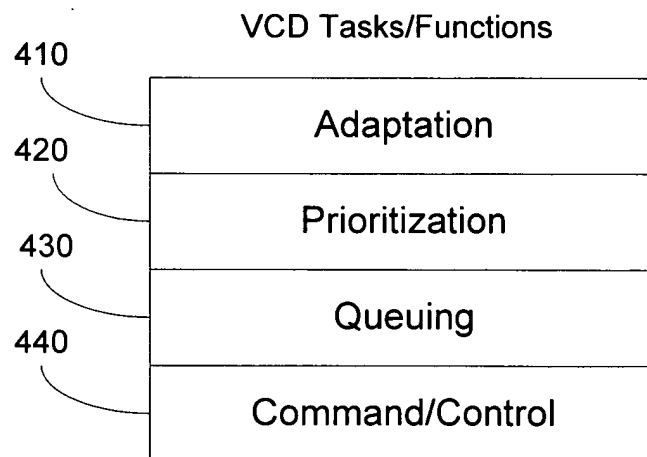 VCD Tasks/Functions
410
Adaptation
420
Prioritization
430
Queuing
440
Command/Control